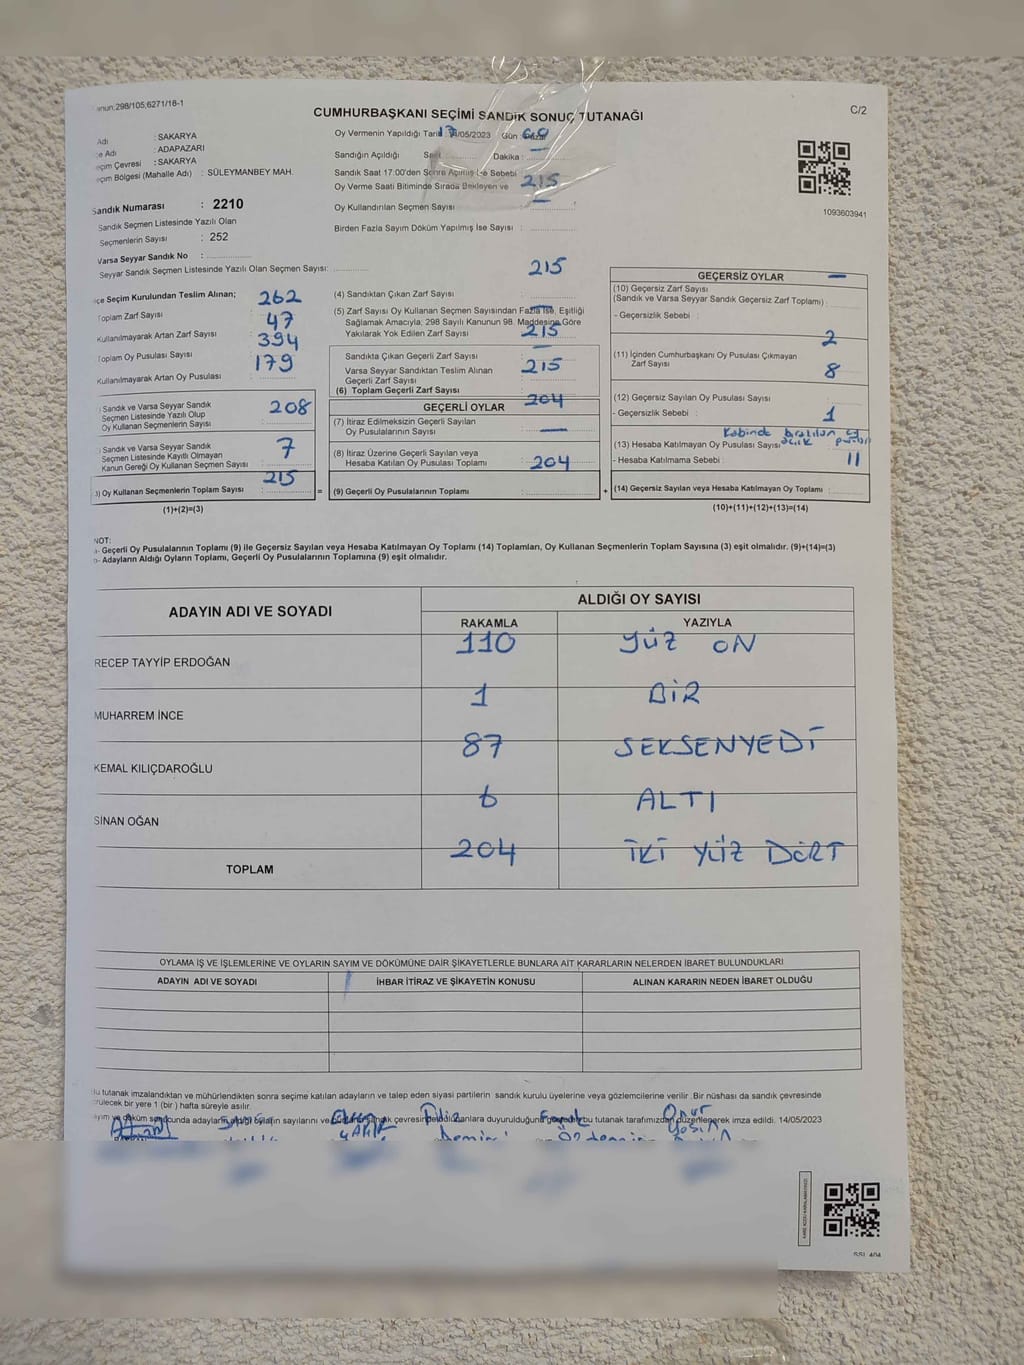 anun:298/105;6271/18-1
C/2
CUMHURBAŞKANI SEÇİMİ SANDIK SONUÇ TUTANAĞI
Adı : SAKARYA
çe Adı : ADAPAZARI
eçim Çevresi : SAKARYA
eçim Bölgesi (Mahalle Adı) : SÜLEYMANBEY MAH.
Sandık Numarası : 2210
Sandık Seçmen Listesinde Yazılı Olan
Seçmenlerin Sayısı : 252
Varsa Seyyar Sandık No :
Seyyar Sandık Seçmen Listesinde Yazılı Olan Seçmen Sayısı:
Oy Vermenin Yapıldığı Tarih /05/2023 Gün :
Sandığın Açıldığı Saat Dakika :
Sandık Saat 17.00'den Sonra Açılmış İse Sebebi
Oy Verme Saati Bitiminde Sırada Bekleyen ve 215
Oy Kullandırılan Seçmen Sayısı
Birden Fazla Sayım Döküm Yapılmış İse Sayısı :
1093603941
çe Seçim Kurulundan Teslim Alınan; 262
Toplam Zarf Sayısı 47
Kullanılmayarak Artan Zarf Sayısı 394
Toplam Oy Pusulası Sayısı 179
Kullanılmayarak Artan Oy Pusulası
) Sandık ve Varsa Seyyar Sandık 208
Seçmen Listesinde Yazılı Olup
Oy Kullanan Seçmenlerin Sayısı
) Sandık ve Varsa Seyyar Sandık 7
Seçmen Listesinde Kayıtlı Olmayan
Kanun Gereği Oy Kullanan Seçmen Sayısı
215
) Oy Kullanan Seçmenlerin Toplam Sayısı
(1)+(2)=(3)
215
(4) Sandıktan Çıkan Zarf Sayısı
(5) Zarf Sayısı Oy Kullanan Seçmen Sayısından Fazla İse, Eşitliği
Sağlamak Amacıyla, 298 Sayılı Kanunun 98. Maddesine Göre
Yakılarak Yok Edilen Zarf Sayısı 215
Sandıkta Çıkan Geçerli Zarf Sayısı
Varsa Seyyar Sandıktan Teslim Alınan 215
Geçerli Zarf Sayısı
(6) Toplam Geçerli Zarf Sayısı
GEÇERLİ OYLAR 204
(7) İtiraz Edilmeksizin Geçerli Sayılan
Oy Pusulalarının Sayısı —
(8) İtiraz Üzerine Geçerli Sayılan veya
Hesaba Katılan Oy Pusulası Toplamı 204
= (9) Geçerli Oy Pusulalarının Toplamı
GEÇERSİZ OYLAR —
(10) Geçersiz Zarf Sayısı
(Sandık ve Varsa Seyyar Sandık Geçersiz Zarf Toplamı) :
- Geçersizlik Sebebi :
2
(11) İçinden Cumhurbaşkanı Oy Pusulası Çıkmayan
Zarf Sayısı 8
(12) Geçersiz Sayılan Oy Pusulası Sayısı
- Geçersizlik Sebebi : 1
Kabinde bırakılan oy
(13) Hesaba Katılmayan Oy Pusulası Sayısı açık
- Hesaba Katılmama Sebebi : 11
+ (14) Geçersiz Sayılan veya Hesaba Katılmayan Oy Toplamı
(10)+(11)+(12)+(13)=(14)
NOT:
a- Geçerli Oy Pusulalarının Toplamı (9) ile Geçersiz Sayılan veya Hesaba Katılmayan Oy Toplamı (14) Toplamları, Oy Kullanan Seçmenlerin Toplam Sayısına (3) eşit olmalıdır. (9)+(14)=(3)
b- Adayların Aldığı Oyların Toplamı, Geçerli Oy Pusulalarının Toplamına (9) eşit olmalıdır.
ADAYIN ADI VE SOYADI
ALDIĞI OY SAYISI
RAKAMLA YAZIYLA
110 YÜZ ON
RECEP TAYYİP ERDOĞAN
1 BİR
MUHARREM İNCE
87 SEKSENYEDİ
KEMAL KILIÇDAROĞLU
6 ALTI
SİNAN OĞAN
204 İKİ YÜZ DÖRT
TOPLAM
OYLAMA İŞ VE İŞLEMLERİNE VE OYLARIN SAYIM VE DÖKÜMÜNE DAİR ŞİKAYETLERLE BUNLARA AİT KARARLARIN NELERDEN İBARET BULUNDUKLARI
ADAYIN ADI VE SOYADI İHBAR İTİRAZ VE ŞİKAYETİN KONUSU ALINAN KARARIN NEDEN İBARET OLDUĞU
Bu tutanak imzalandıktan ve mühürlendikten sonra seçime katılan adayların ve talep eden siyasi partilerin sandık kurulu üyelerine veya gözlemcilerine verilir .Bir nüshası da sandık çevresinde
görülecek bir yere 1 (bir) hafta süreyle asılır.
ayım ve döküm sonucunda adayların aldığı oyların sayılarını çevresindekilanlara duyurulduğuna bu tutanak tarafımızdan düzenlenerek imza edildi. 14/05/2023
Filiz Onur
Demir Özdemir
SSİ 404